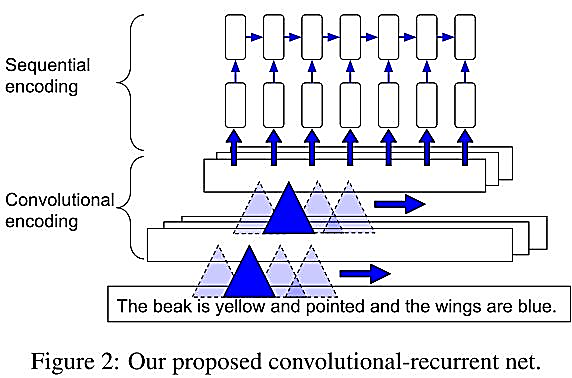 Sequential
encoding
Convolutional
encoding
The beak is yellow and pointed and the wings are blue.
Figure 2: Our proposed convolutional-recurrent net.